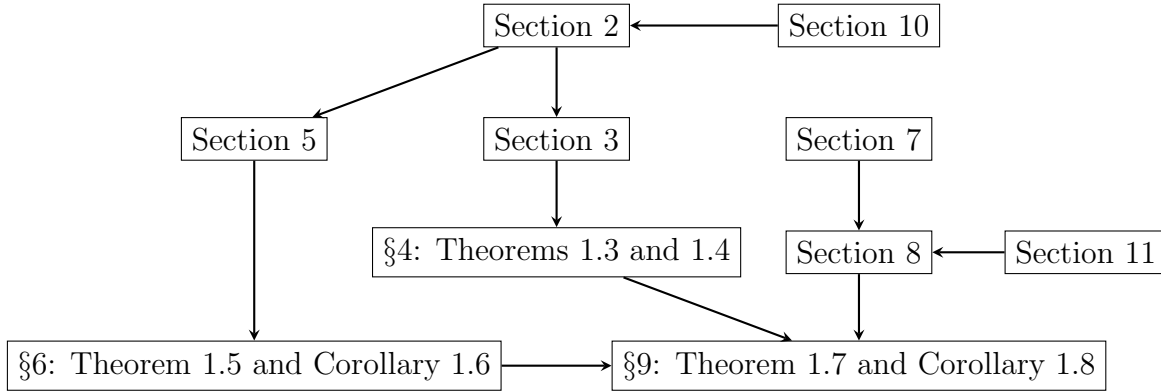 Section 2
Section 10
Section 5
Section 3
Section 7
§4: Theorems 1.3 and 1.4
Section 8
Section 11
§6: Theorem 1.5 and Corollary 1.6
§9: Theorem 1.7 and Corollary 1.8